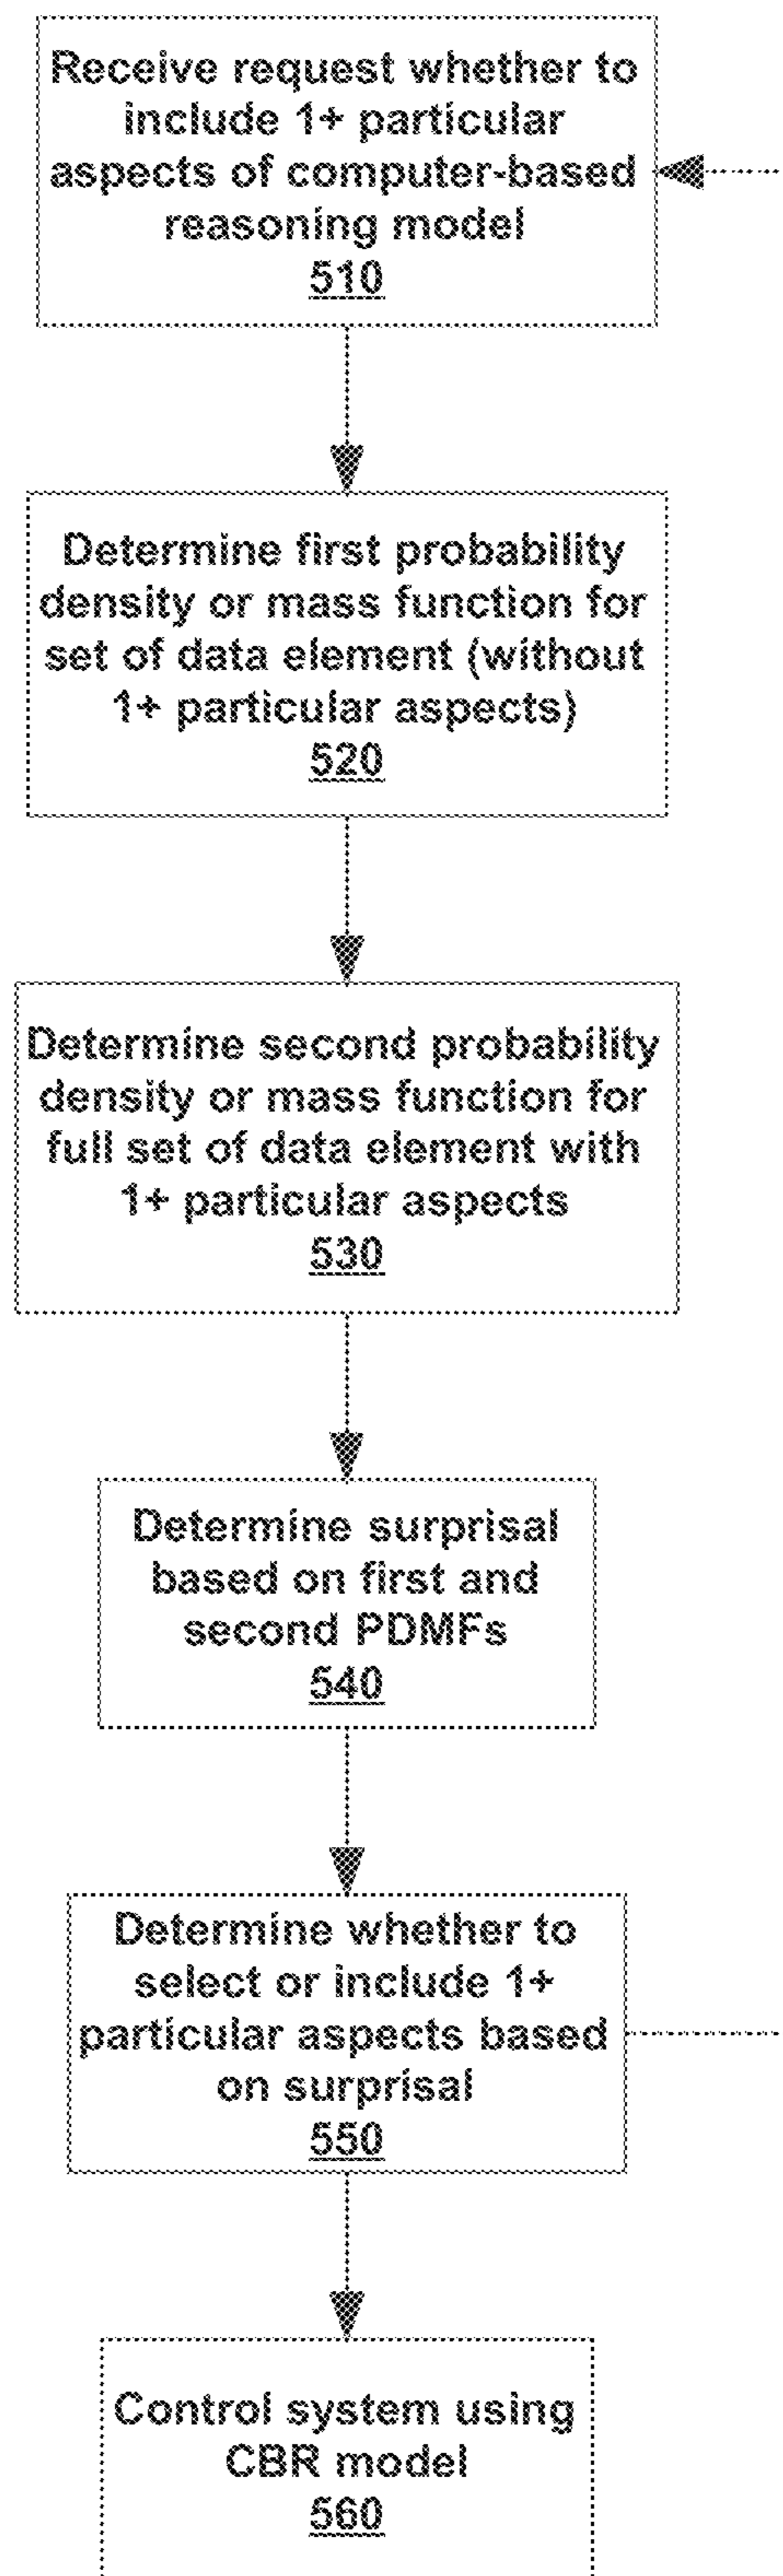 Receive request whether to
include 1+ particular
aspects of computer-based
reasoning model
510
Determine first probability
density or mass function for
set of data element (without
1+ particular aspects)
520
Determine second probability
density or mass function for
full set of data element with
1+ particular aspects
530
Determine surprisal
based on first and
second PDMFs
540
Determine whether to
select or include 1+
particular aspects based
on surprisal
550
Control system using
CBR model
560